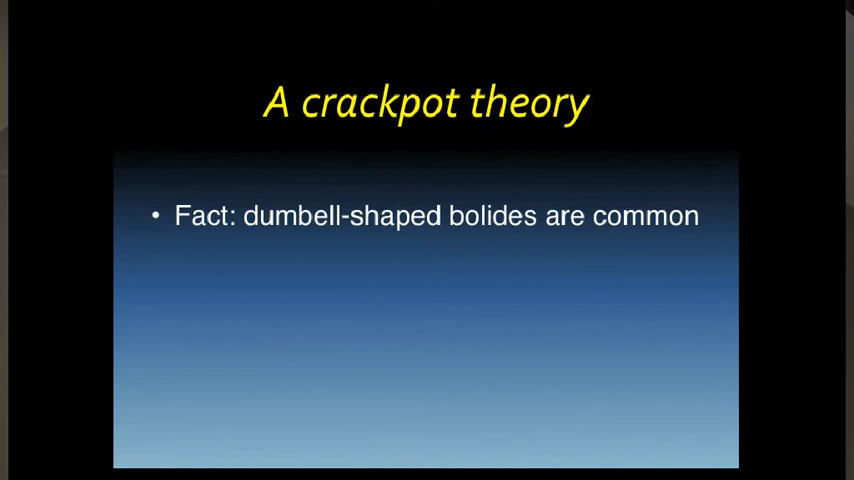 A crackpot theory
• Fact: dumbell-shaped bolides are common